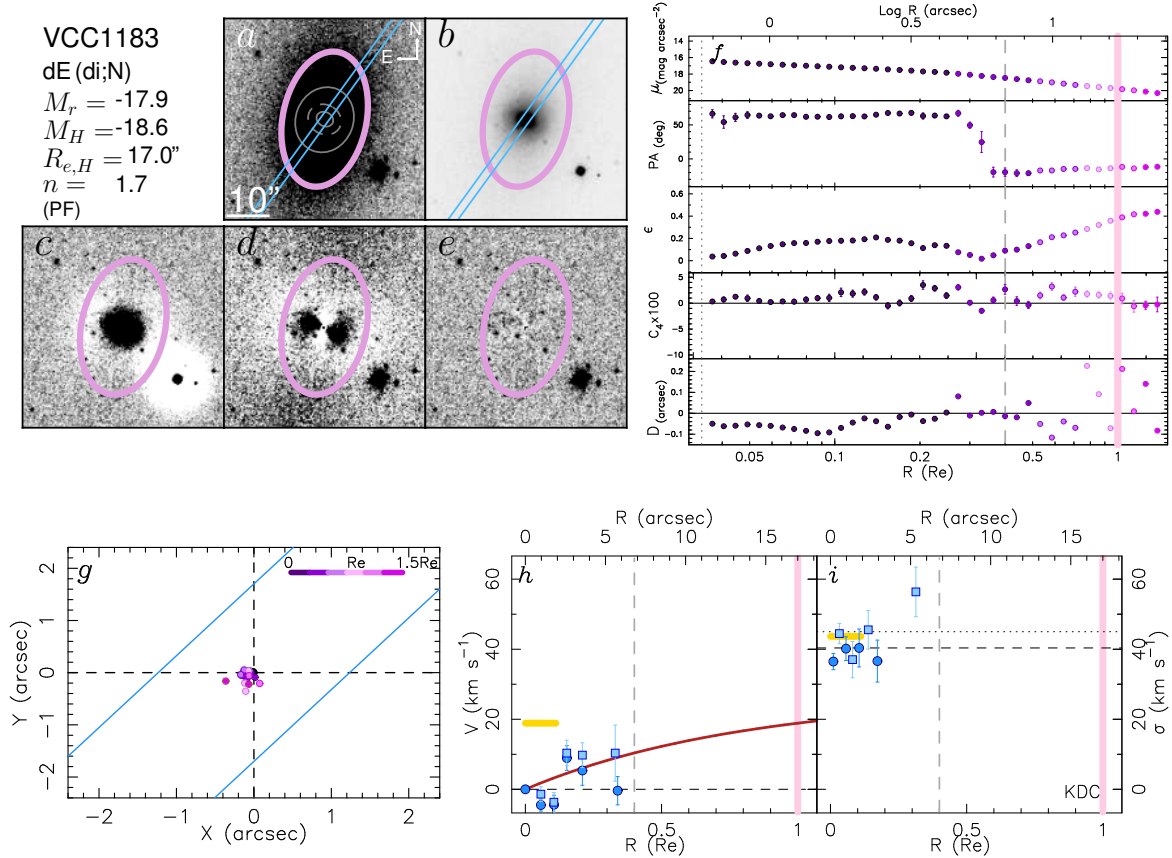 VCC1183
dE (di;N)
M_r = -17.9
M_H = -18.6
R_{e,H} = 17.0"
n = 1.7
(PF)
a
N
E
10"
b
c
d
e
Log R (arcsec)
0 0.5 1
f
μ(mag arcsec⁻²)
14
16
18
20
PA (deg)
50
0
ε
0.6
0.4
0.2
0
C₄x100
5
0
-5
-10
D (arcsec)
0.2
0.1
0
-0.1
0.05 0.1 0.5 1
R (Re)
g
0 Re 1.5Re
Y (arcsec)
2
1
0
-1
-2
-2 -1 0 1 2
X (arcsec)
R (arcsec)
0 5 10 15
h
V (km s⁻¹)
60
40
20
0
0 0.5 1
R (Re)
R (arcsec)
0 5 10 15
i
60
40
20
0
σ (km s⁻¹)
KDC
0 0.5 1
R (Re)